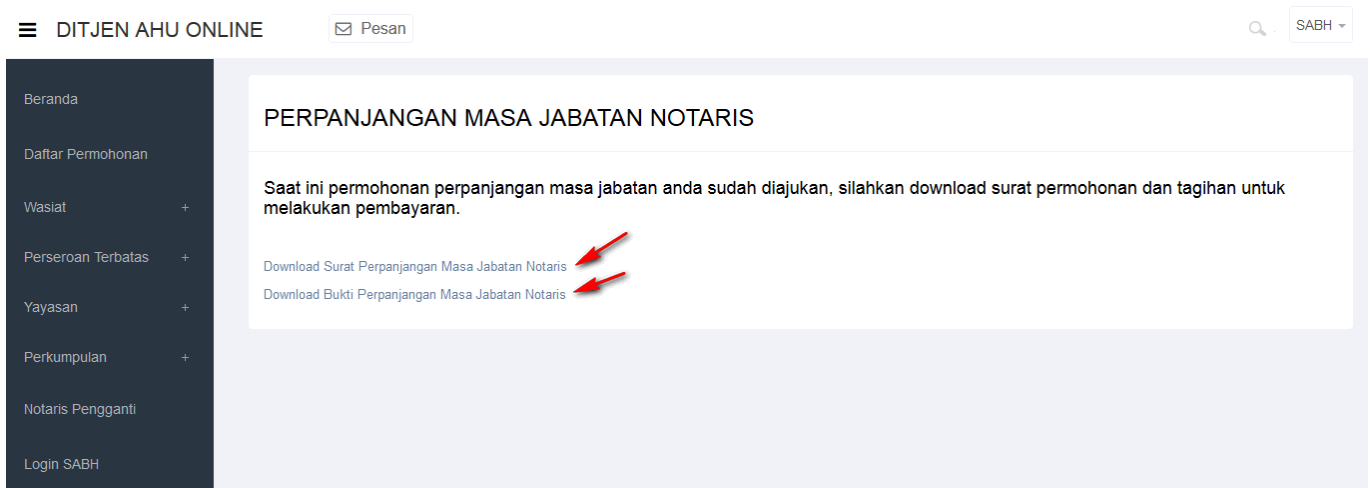 DITJEN AHU ONLINE
Pesan
SABH
Beranda
Daftar Permohonan
Wasiat +
Perseroan Terbatas +
Yayasan +
Perkumpulan +
Notaris Pengganti
Login SABH
PERPANJANGAN MASA JABATAN NOTARIS
Saat ini permohonan perpanjangan masa jabatan anda sudah diajukan, silahkan download surat permohonan dan tagihan untuk
melakukan pembayaran.
Download Surat Perpanjangan Masa Jabatan Notaris
Download Bukti Perpanjangan Masa Jabatan Notaris